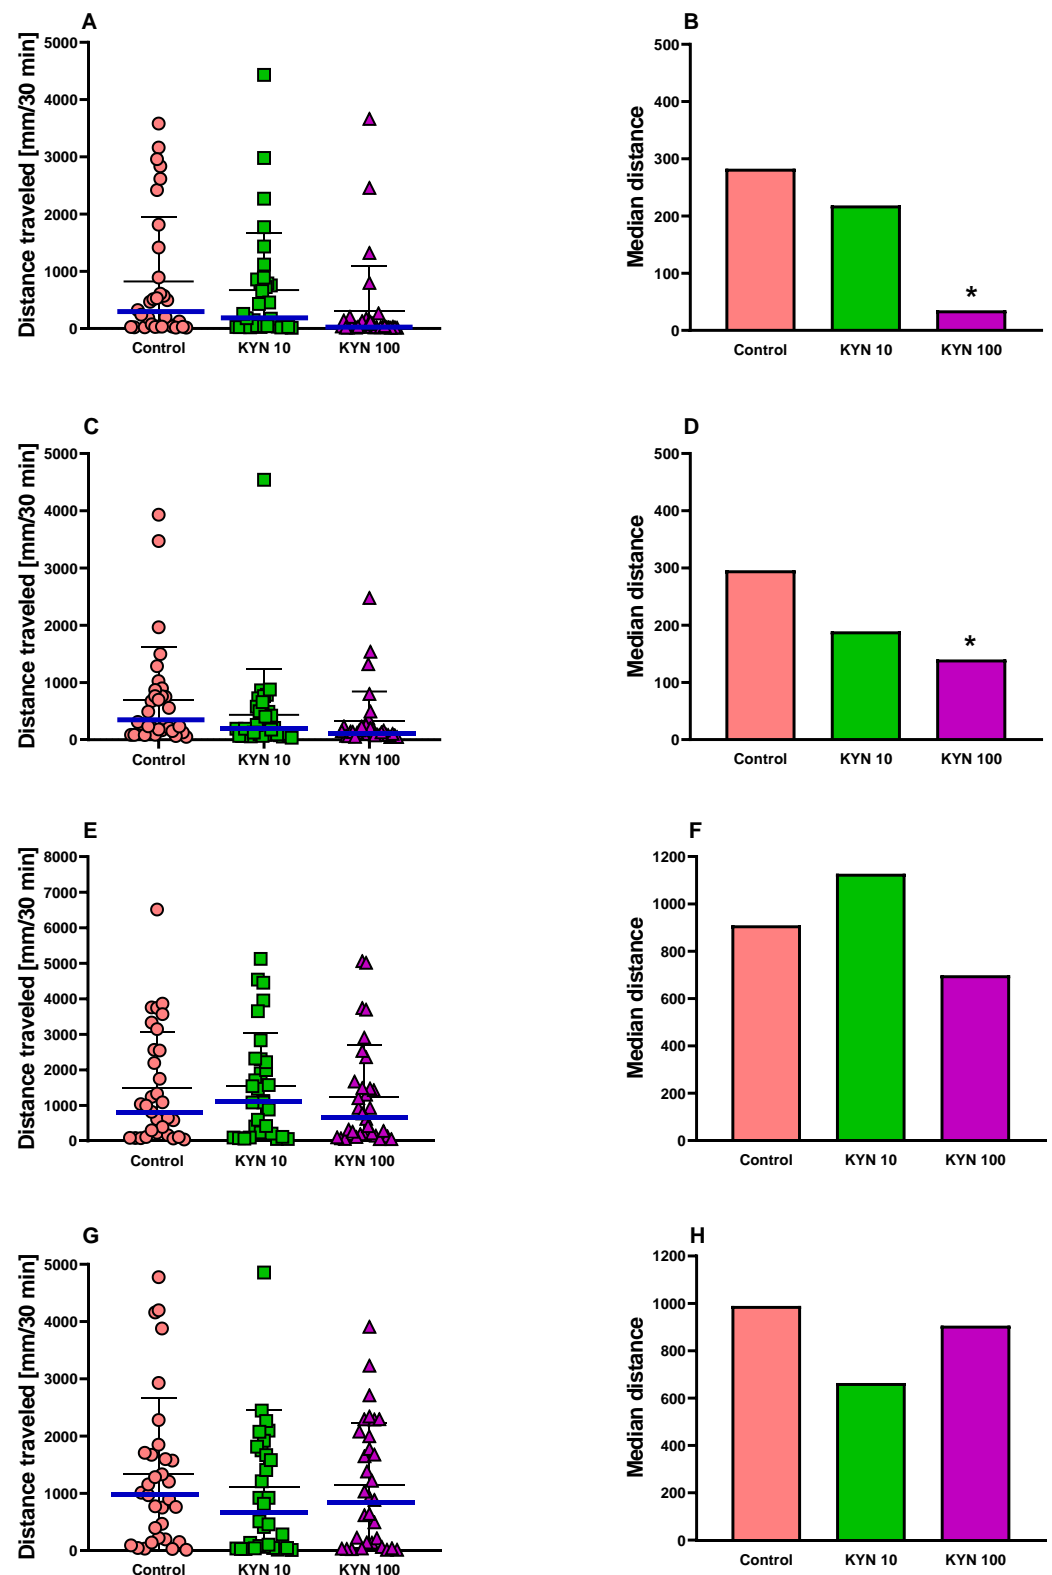 A
Distance traveled [mm/30 min]
5000
4000
3000
2000
1000
0
Control KYN 10 KYN 100
B
Median distance
500
400
300
200
100
0
*
Control KYN 10 KYN 100
C
Distance traveled [mm/30 min]
5000
4000
3000
2000
1000
0
Control KYN 10 KYN 100
D
Median distance
500
400
300
200
100
0
*
Control KYN 10 KYN 100
E
Distance traveled [mm/30 min]
8000
7000
6000
5000
4000
3000
2000
1000
0
Control KYN 10 KYN 100
F
Median distance
1200
1000
800
600
400
200
0
Control KYN 10 KYN 100
G
Distance traveled [mm/30 min]
5000
4000
3000
2000
1000
0
Control KYN 10 KYN 100
H
Median distance
1200
1000
800
600
400
200
0
Control KYN 10 KYN 100